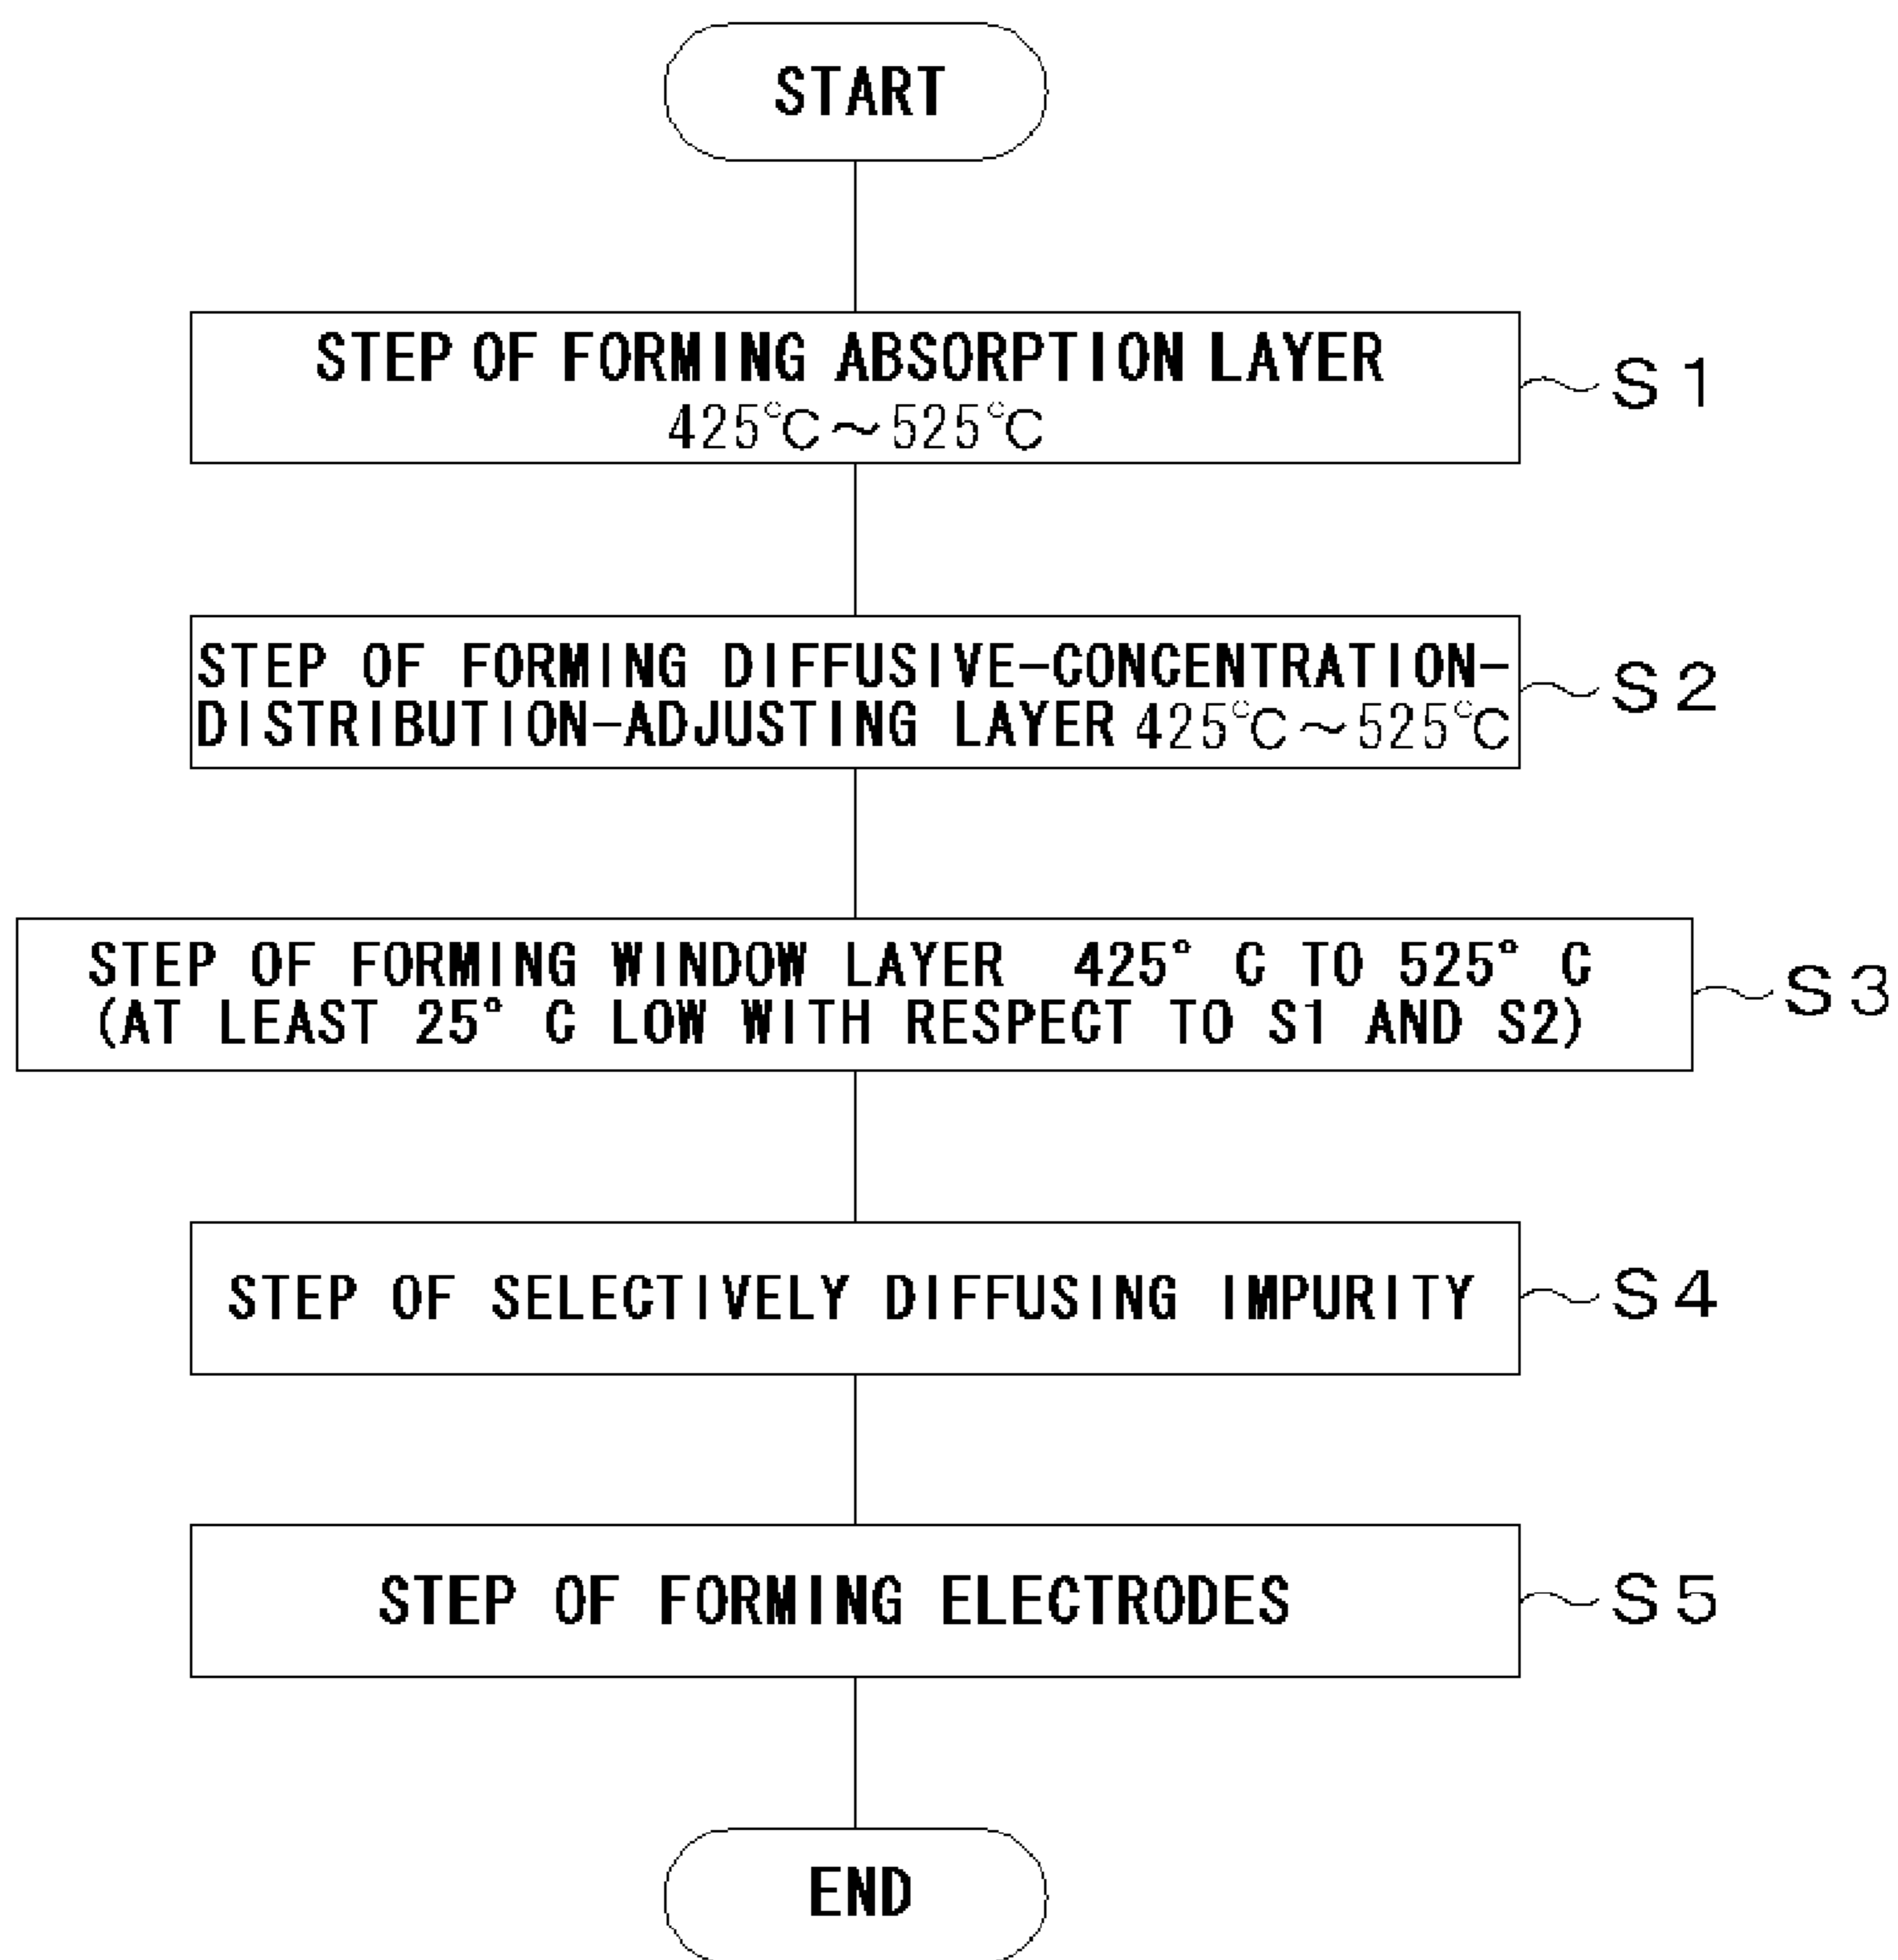 START
STEP OF FORMING ABSORPTION LAYER
425℃～525℃
S1
STEP OF FORMING DIFFUSIVE-CONCENTRATION-
DISTRIBUTION-ADJUSTING LAYER 425℃～525℃
S2
STEP OF FORMING WINDOW LAYER 425° C TO 525° C
(AT LEAST 25° C LOW WITH RESPECT TO S1 AND S2)
S3
STEP OF SELECTIVELY DIFFUSING IMPURITY
S4
STEP OF FORMING ELECTRODES
S5
END